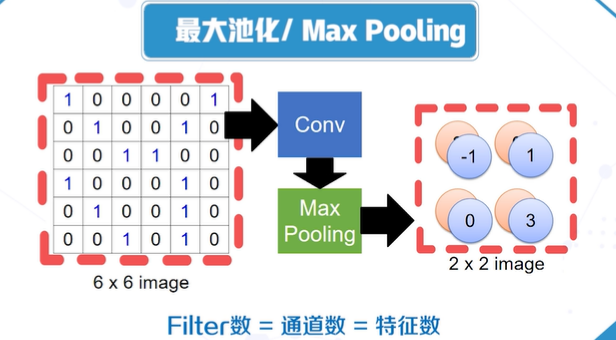 最大池化/ Max Pooling
1 0 0 0 0 1
0 1 0 0 1 0
0 0 1 1 0 0
1 0 0 0 1 0
0 1 0 0 1 0
0 0 1 0 1 0
6 x 6 image
Conv
Max
Pooling
-1 1
0 3
2 x 2 image
Filter数 = 通道数 = 特征数